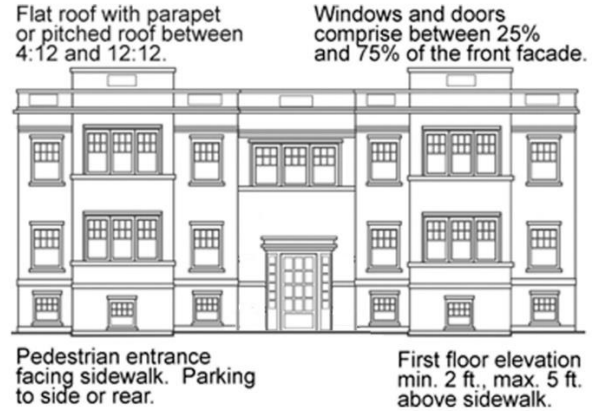 Flat roof with parapet
or pitched roof between
4:12 and 12:12.
Windows and doors
comprise between 25%
and 75% of the front facade.
Pedestrian entrance
facing sidewalk.  Parking
to side or rear.
First floor elevation
min. 2 ft., max. 5 ft.
above sidewalk.